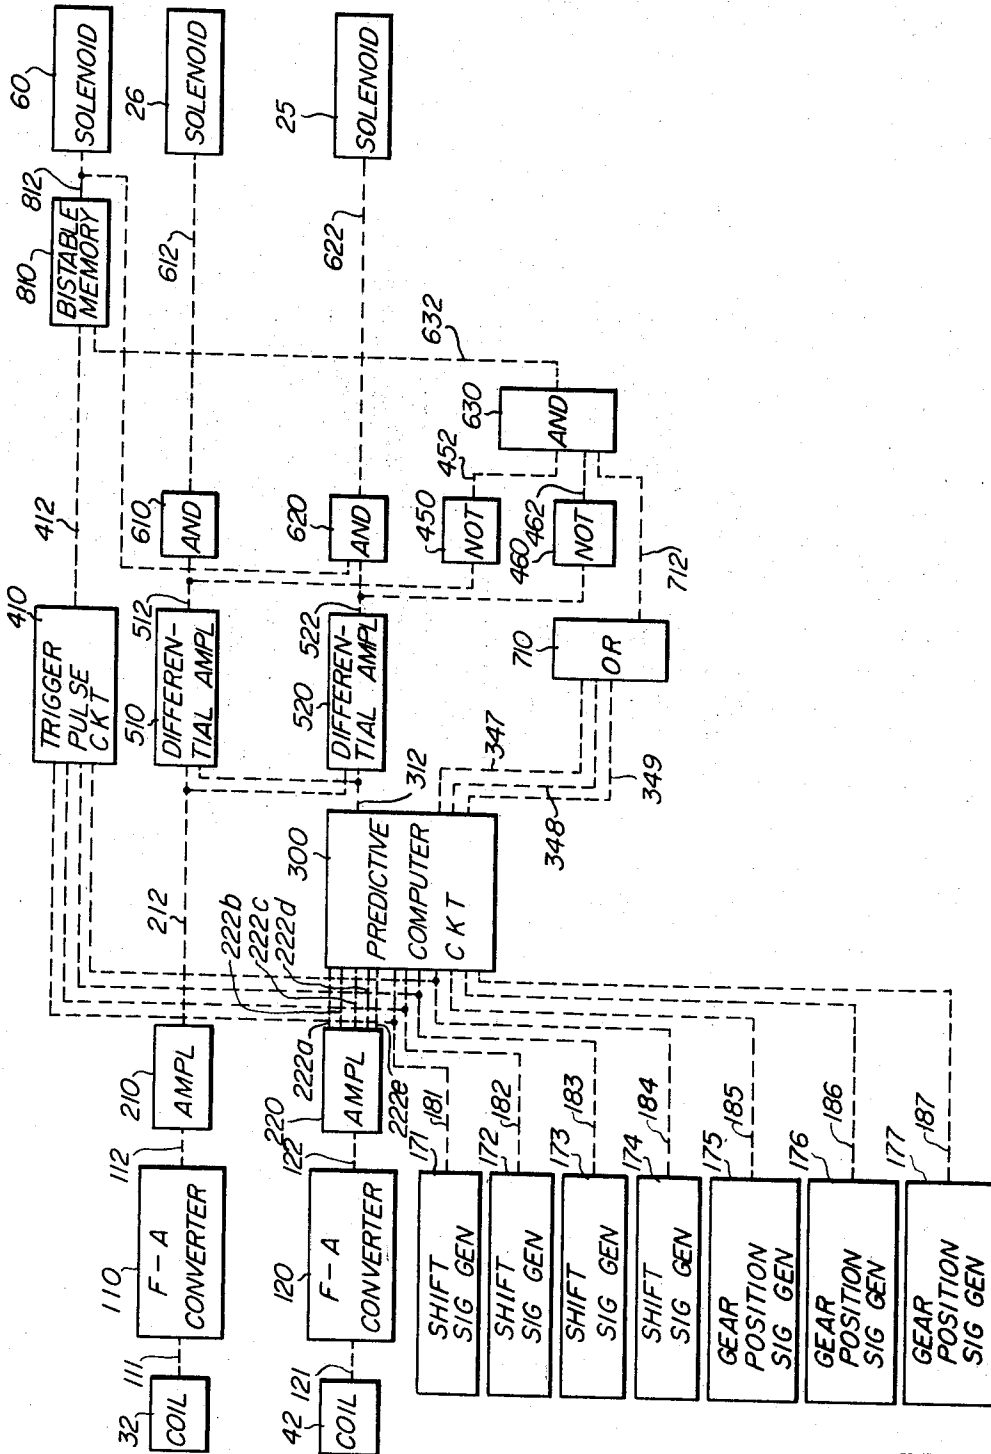 32
COIL
111
110
F-A
CONVERTER
112
210
AMPL
212
410
TRIGGER
PULSE
CKT
412
810
BISTABLE
MEMORY
812
60
SOLENOID
510
DIFFEREN-
TIAL AMPL
512
610
AND
612
26
SOLENOID
42
COIL
121
120
F-A
CONVERTER
122
220
AMPL
222a
222b
222c
222d
222e
300
PREDICTIVE
COMPUTER
CKT
312
520
DIFFEREN-
TIAL AMPL
522
620
AND
622
25
SOLENOID
450
NOT
452
460
NOT
462
630
AND
632
347
348
349
710
OR
712
171
SHIFT
SIG GEN
181
172
SHIFT
SIG GEN
182
173
SHIFT
SIG GEN
183
174
SHIFT
SIG GEN
184
175
GEAR
POSITION
SIG GEN
185
176
GEAR
POSITION
SIG GEN
186
177
GEAR
POSITION
SIG GEN
187